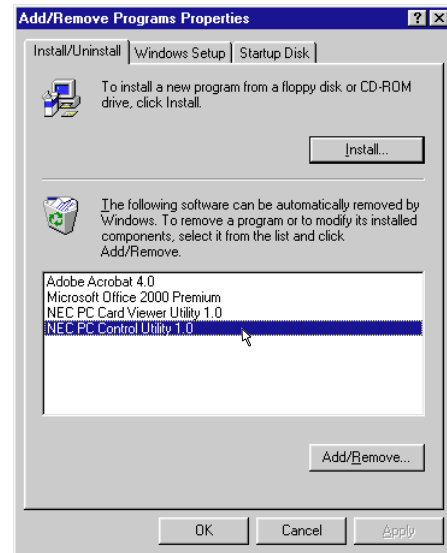 Add/Remove Programs Properties
Install/Uninstall
Windows Setup
Startup Disk
To install a new program from a floppy disk or CD-ROM
drive, click Install.
Install...
The following software can be automatically removed by
Windows. To remove a program or to modify its installed
components, select it from the list and click
Add/Remove.
Adobe Acrobat 4.0
Microsoft Office 2000 Premium
NEC PC Card Viewer Utility 1.0
NEC PC Control Utility 1.0
Add/Remove...
OK
Cancel
Apply